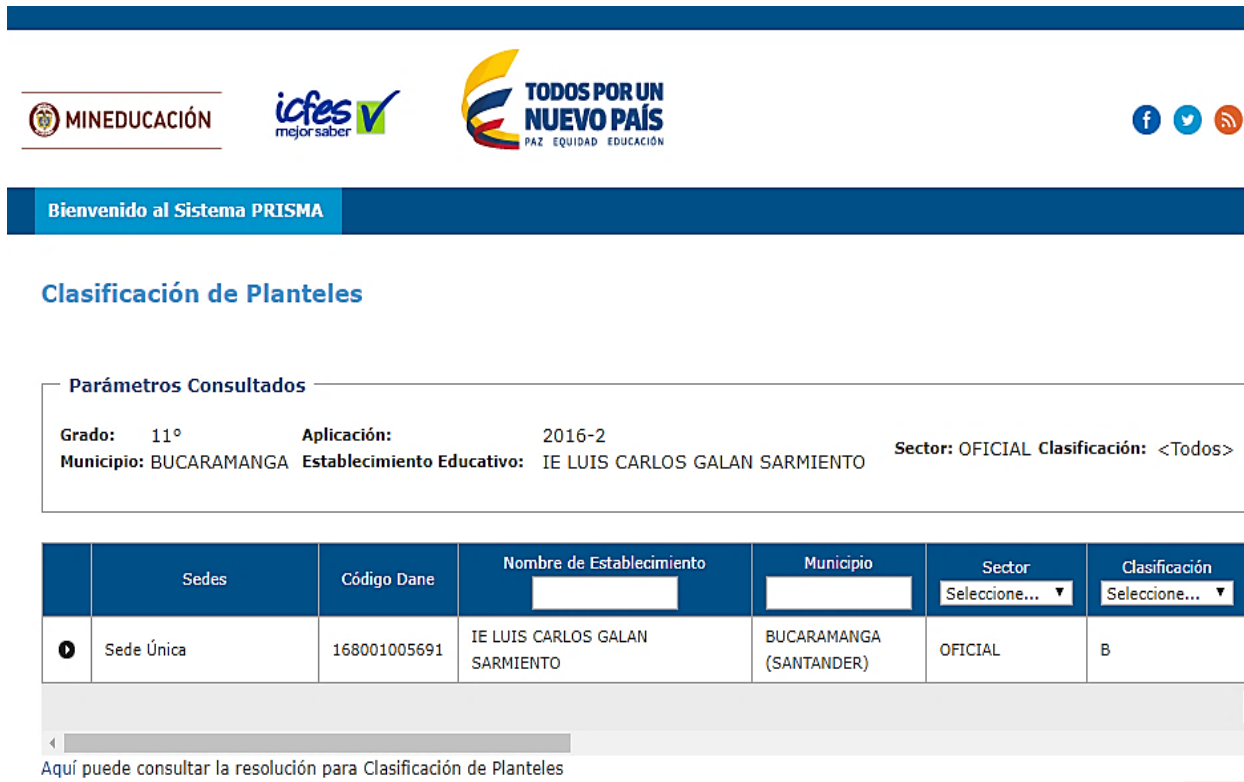 MINEDUCACIÓN
icfes
mejor saber
TODOS POR UN
NUEVO PAÍS
PAZ EQUIDAD EDUCACIÓN
Bienvenido al Sistema PRISMA
Clasificación de Planteles
Parámetros Consultados
Grado: 11° Aplicación: 2016-2
Municipio: BUCARAMANGA Establecimiento Educativo: IE LUIS CARLOS GALAN SARMIENTO Sector: OFICIAL Clasificación: <Todos>
Sedes Código Dane Nombre de Establecimiento Municipio Sector Clasificación
Seleccione... Seleccione...
Sede Única 168001005691 IE LUIS CARLOS GALAN BUCARAMANGA OFICIAL B
SARMIENTO (SANTANDER)
Aquí puede consultar la resolución para Clasificación de Planteles